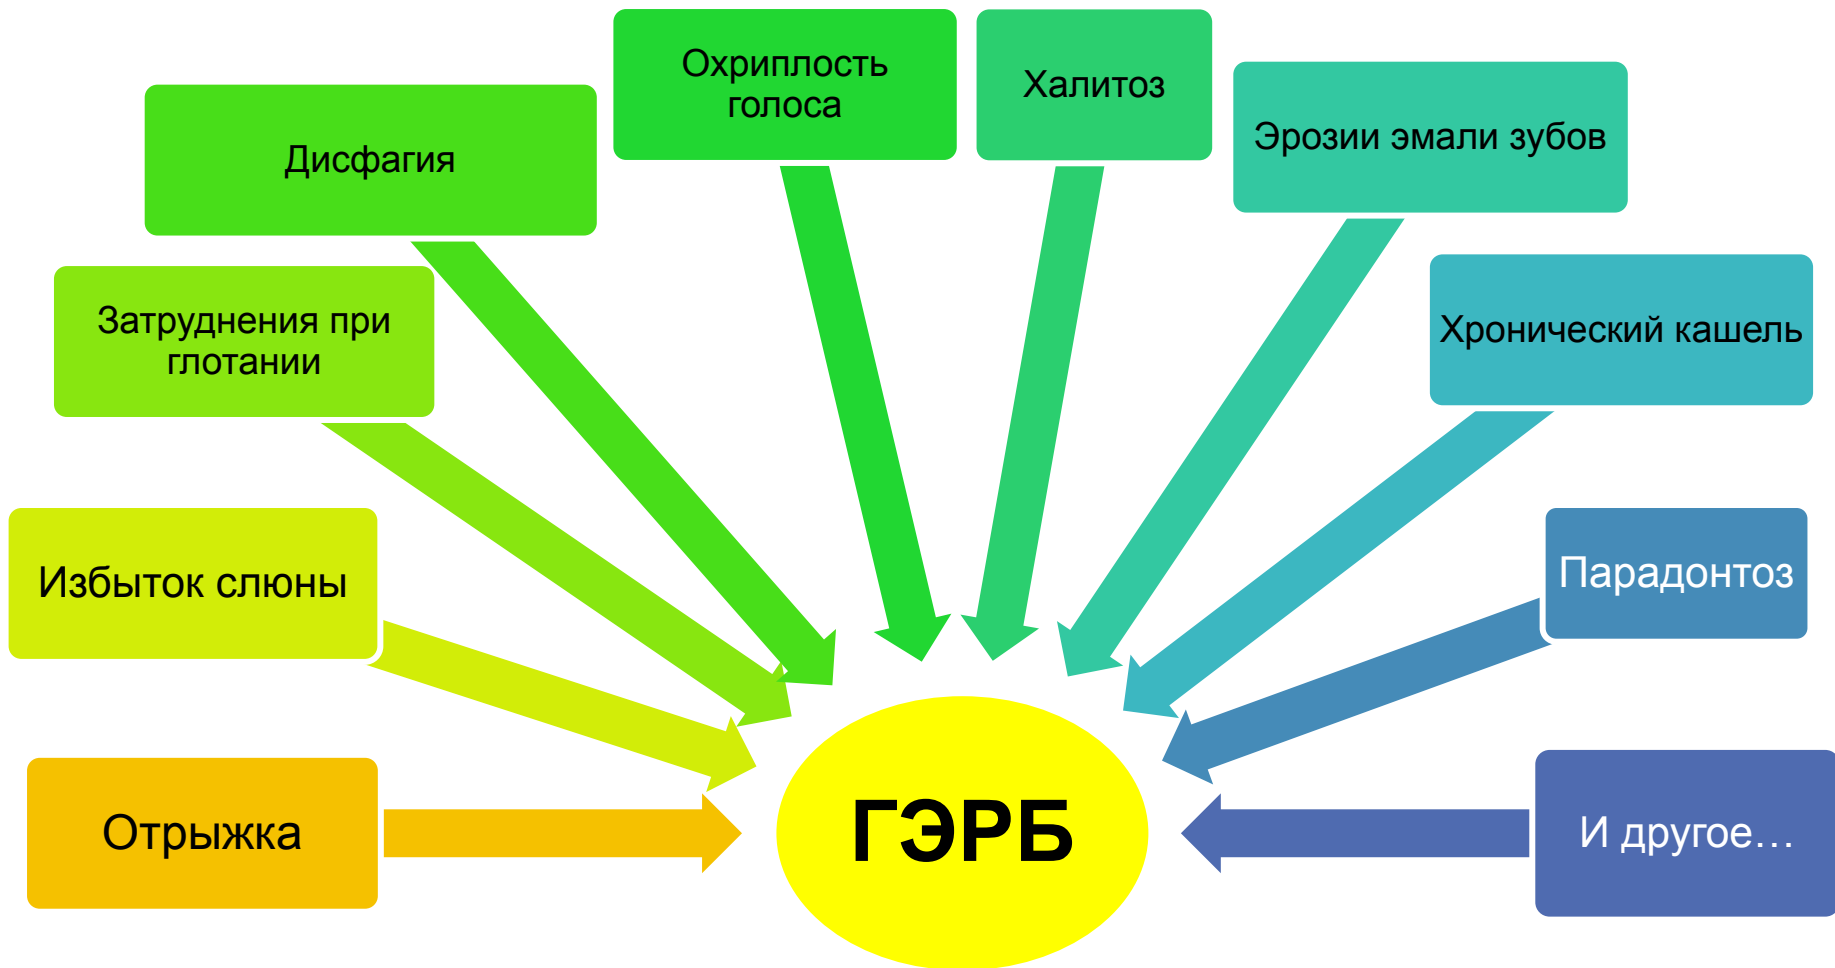 Охриплость
голоса
Халитоз
Эрозии эмали зубов
Дисфагия
Затруднения при
глотании
Хронический кашель
Избыток слюны
Парадонтоз
Отрыжка
ГЭРБ
И другое…